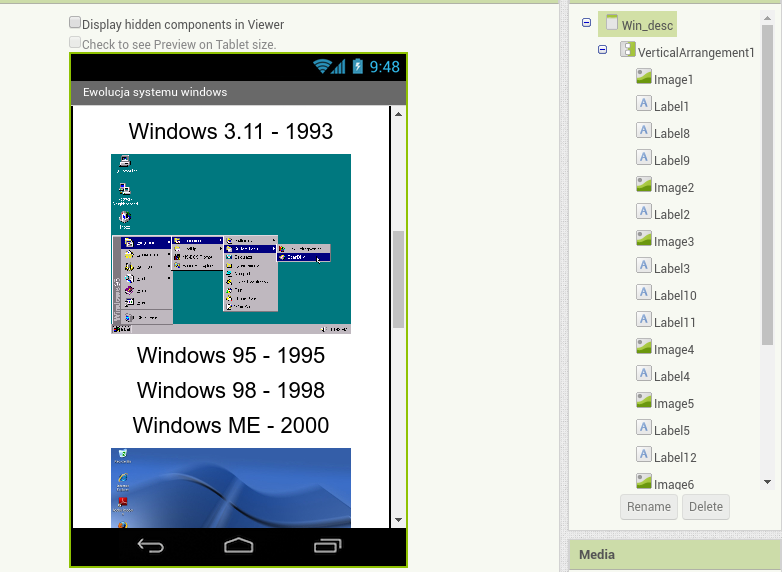 Display hidden components in Viewer
Check to see Preview on Tablet size.
9:48
Ewolucja systemu windows
Windows 3.11 - 1993
Windows 95
Windows 95 - 1995
Windows 98 - 1998
Windows ME - 2000
Win_desc
VerticalArrangement1
Image1
Label1
Label8
Label9
Image2
Label2
Image3
Label3
Label10
Label11
Image4
Label4
Image5
Label5
Label12
Image6
Rename Delete
Media